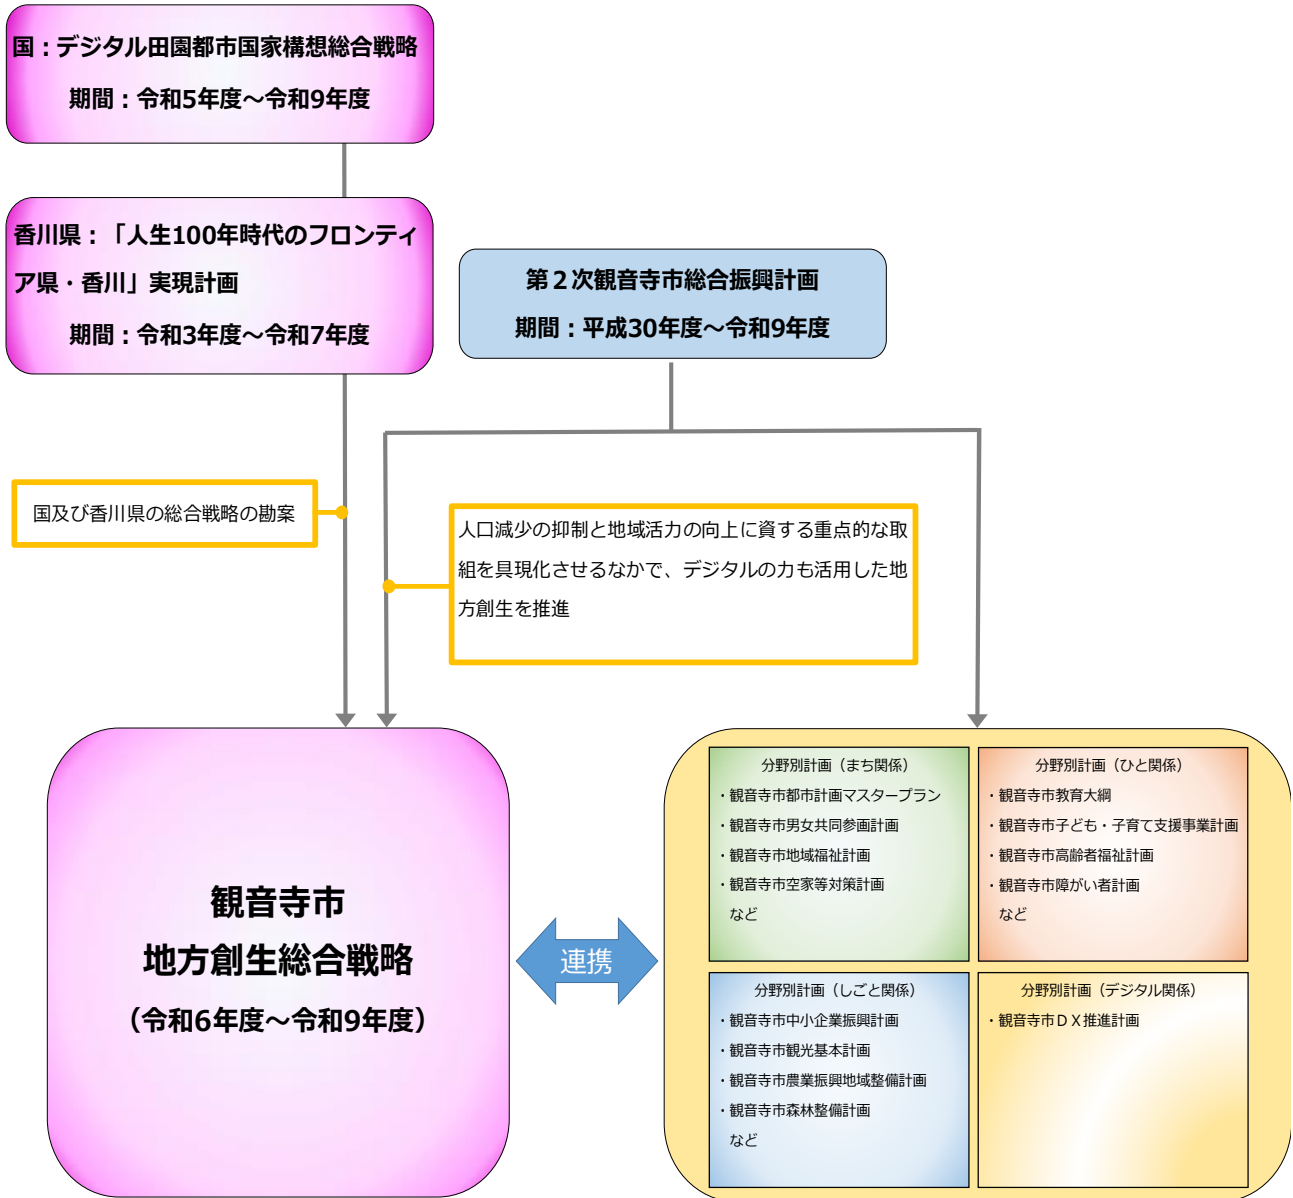 国：デジタル田園都市国家構想総合戦略
期間：令和5年度～令和9年度
香川県：「人生100年時代のフロンティ
ア県・香川」実現計画
期間：令和3年度～令和7年度
第２次観音寺市総合振興計画
期間：平成30年度～令和9年度
国及び香川県の総合戦略の勘案
人口減少の抑制と地域活力の向上に資する重点的な取
組を具現化させるなかで、デジタルの力も活用した地
方創生を推進
観音寺市
地方創生総合戦略
（令和6年度～令和9年度）
連携
分野別計画（まち関係）
・観音寺市都市計画マスタープラン
・観音寺市男女共同参画計画
・観音寺市地域福祉計画
・観音寺市空家等対策計画
など
分野別計画（ひと関係）
・観音寺市教育大綱
・観音寺市子ども・子育て支援事業計画
・観音寺市高齢者福祉計画
・観音寺市障がい者計画
など
分野別計画（しごと関係）
・観音寺市中小企業振興計画
・観音寺市観光基本計画
・観音寺市農業振興地域整備計画
・観音寺市森林整備計画
など
分野別計画（デジタル関係）
・観音寺市ＤＸ推進計画